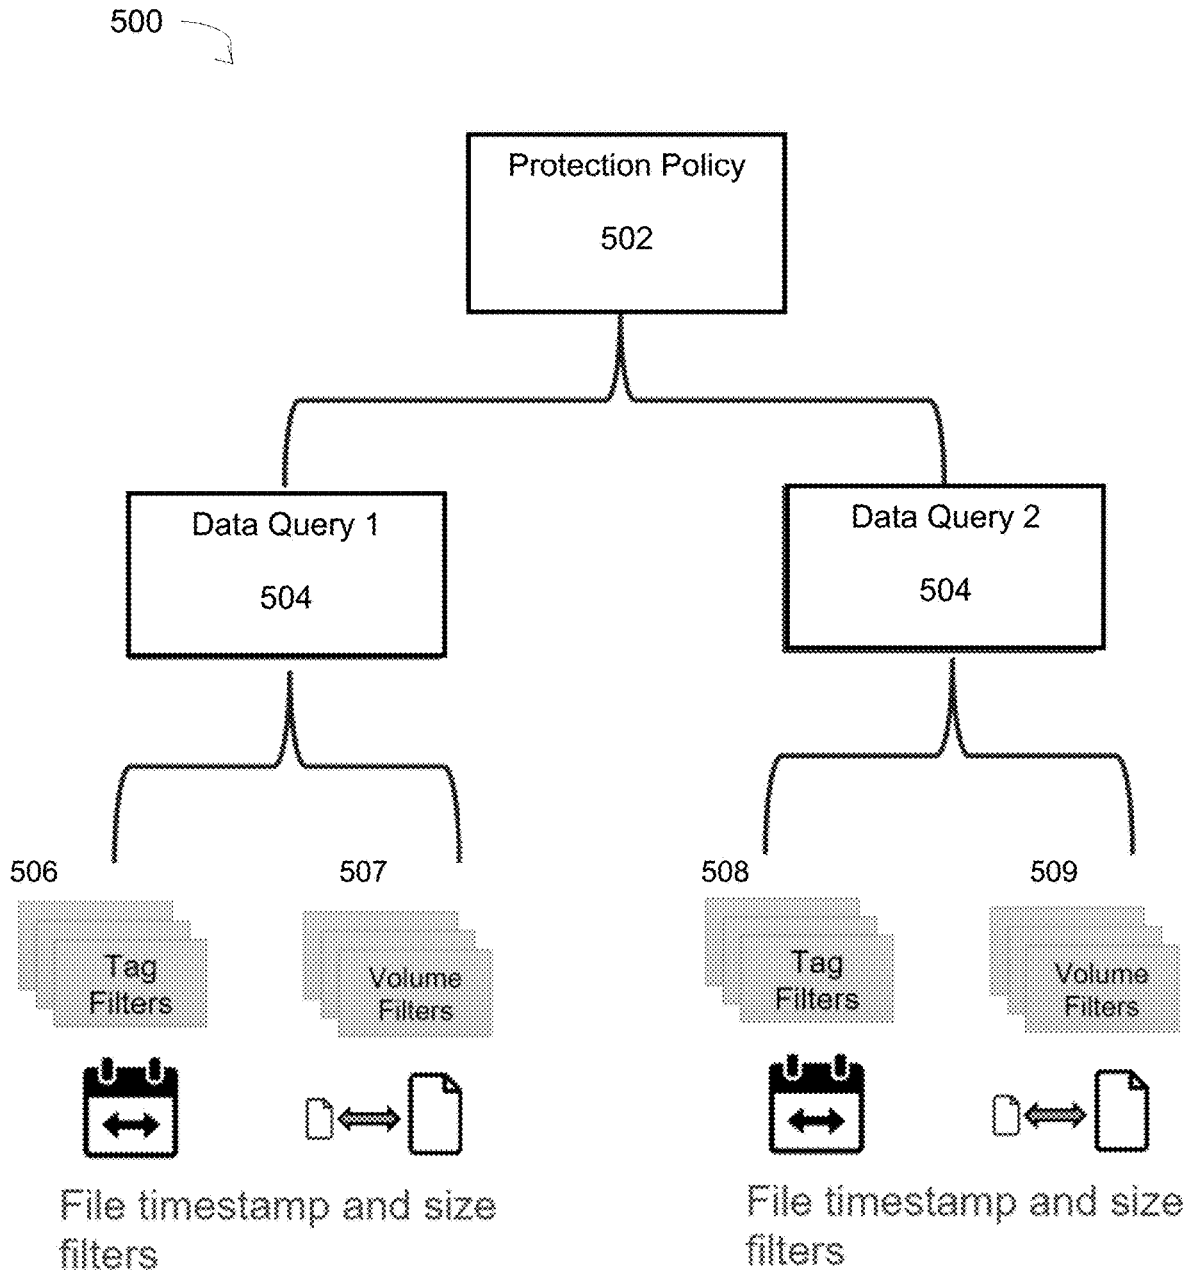 500
Protection Policy
502
Data Query 1
504
Data Query 2
504
506
507
508
509
Tag
Filters
Volume
Filters
Tag
Filters
Volume
Filters
File timestamp and size
filters
File timestamp and size
filters